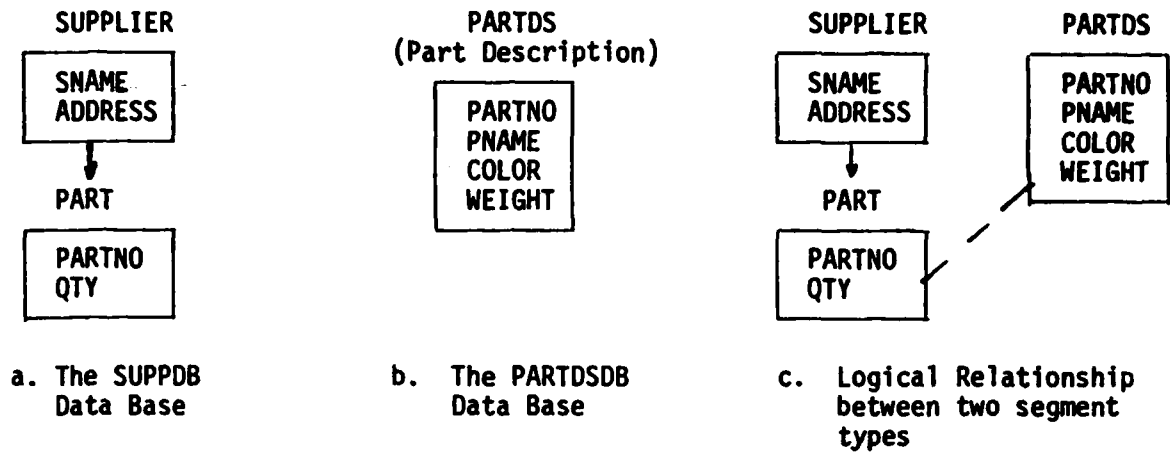 SUPPLIER
SNAME
ADDRESS
PART
PARTNO
QTY
a. The SUPPDB
Data Base
PARTDS
(Part Description)
PARTNO
PNAME
COLOR
WEIGHT
b. The PARTDSDB
Data Base
SUPPLIER
SNAME
ADDRESS
PART
PARTNO
QTY
PARTDS
PARTNO
PNAME
COLOR
WEIGHT
c. Logical Relationship
between two segment
types